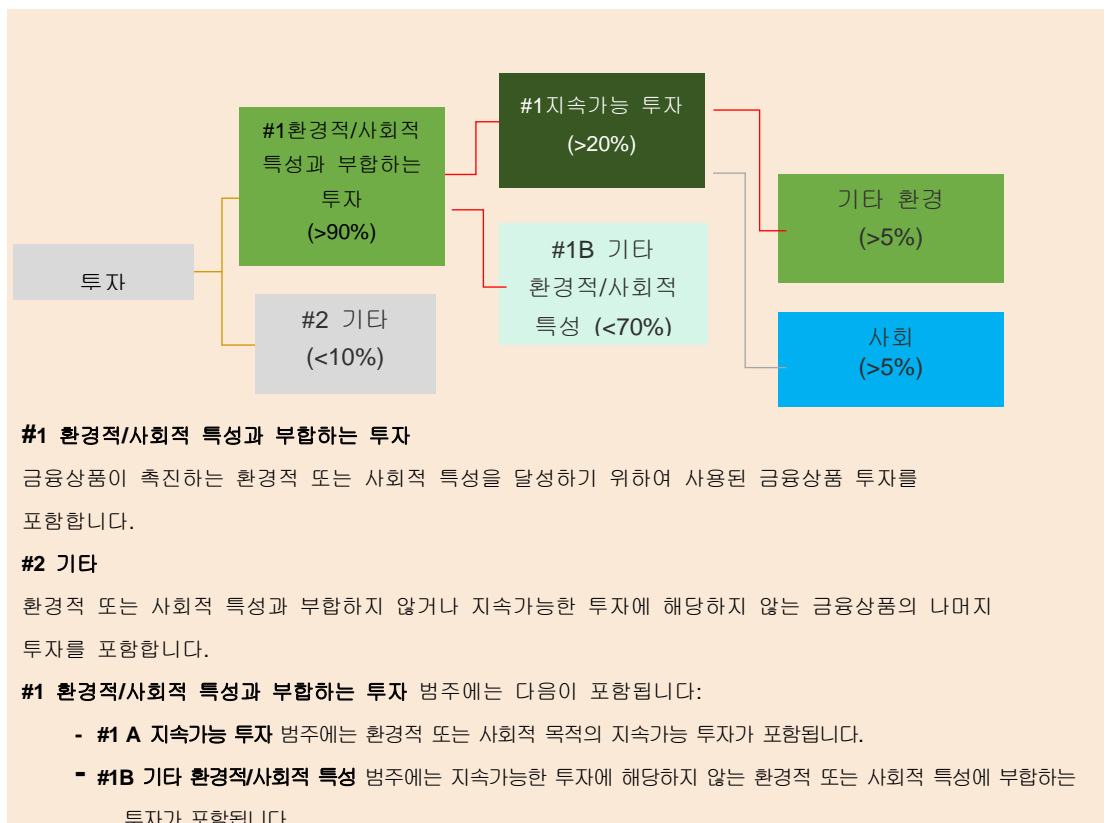 #1지속가능 투자
(>20%)
#1환경적/사회적
특성과 부합하는
투자
(>90%)
기타 환경
(>5%)
#1B 기타
환경적/사회적
특성 (<70%)
투자
#2 기타
(<10%)
사회
(>5%)
#1 환경적/사회적 특성과 부합하는 투자
금융상품이 촉진하는 환경적 또는 사회적 특성을 달성하기 위하여 사용된 금융상품 투자를
포함합니다.
#2 기타
환경적 또는 사회적 특성과 부합하지 않거나 지속가능한 투자에 해당하지 않는 금융상품의 나머지
투자를 포함합니다.
#1 환경적/사회적 특성과 부합하는 투자 범주에는 다음이 포함됩니다:
- #1 A 지속가능 투자 범주에는 환경적 또는 사회적 목적의 지속가능 투자가 포함됩니다.
- #1B 기타 환경적/사회적 특성 범주에는 지속가능한 투자에 해당하지 않는 환경적 또는 사회적 특성에 부합하는
투자가 포함됩니다.